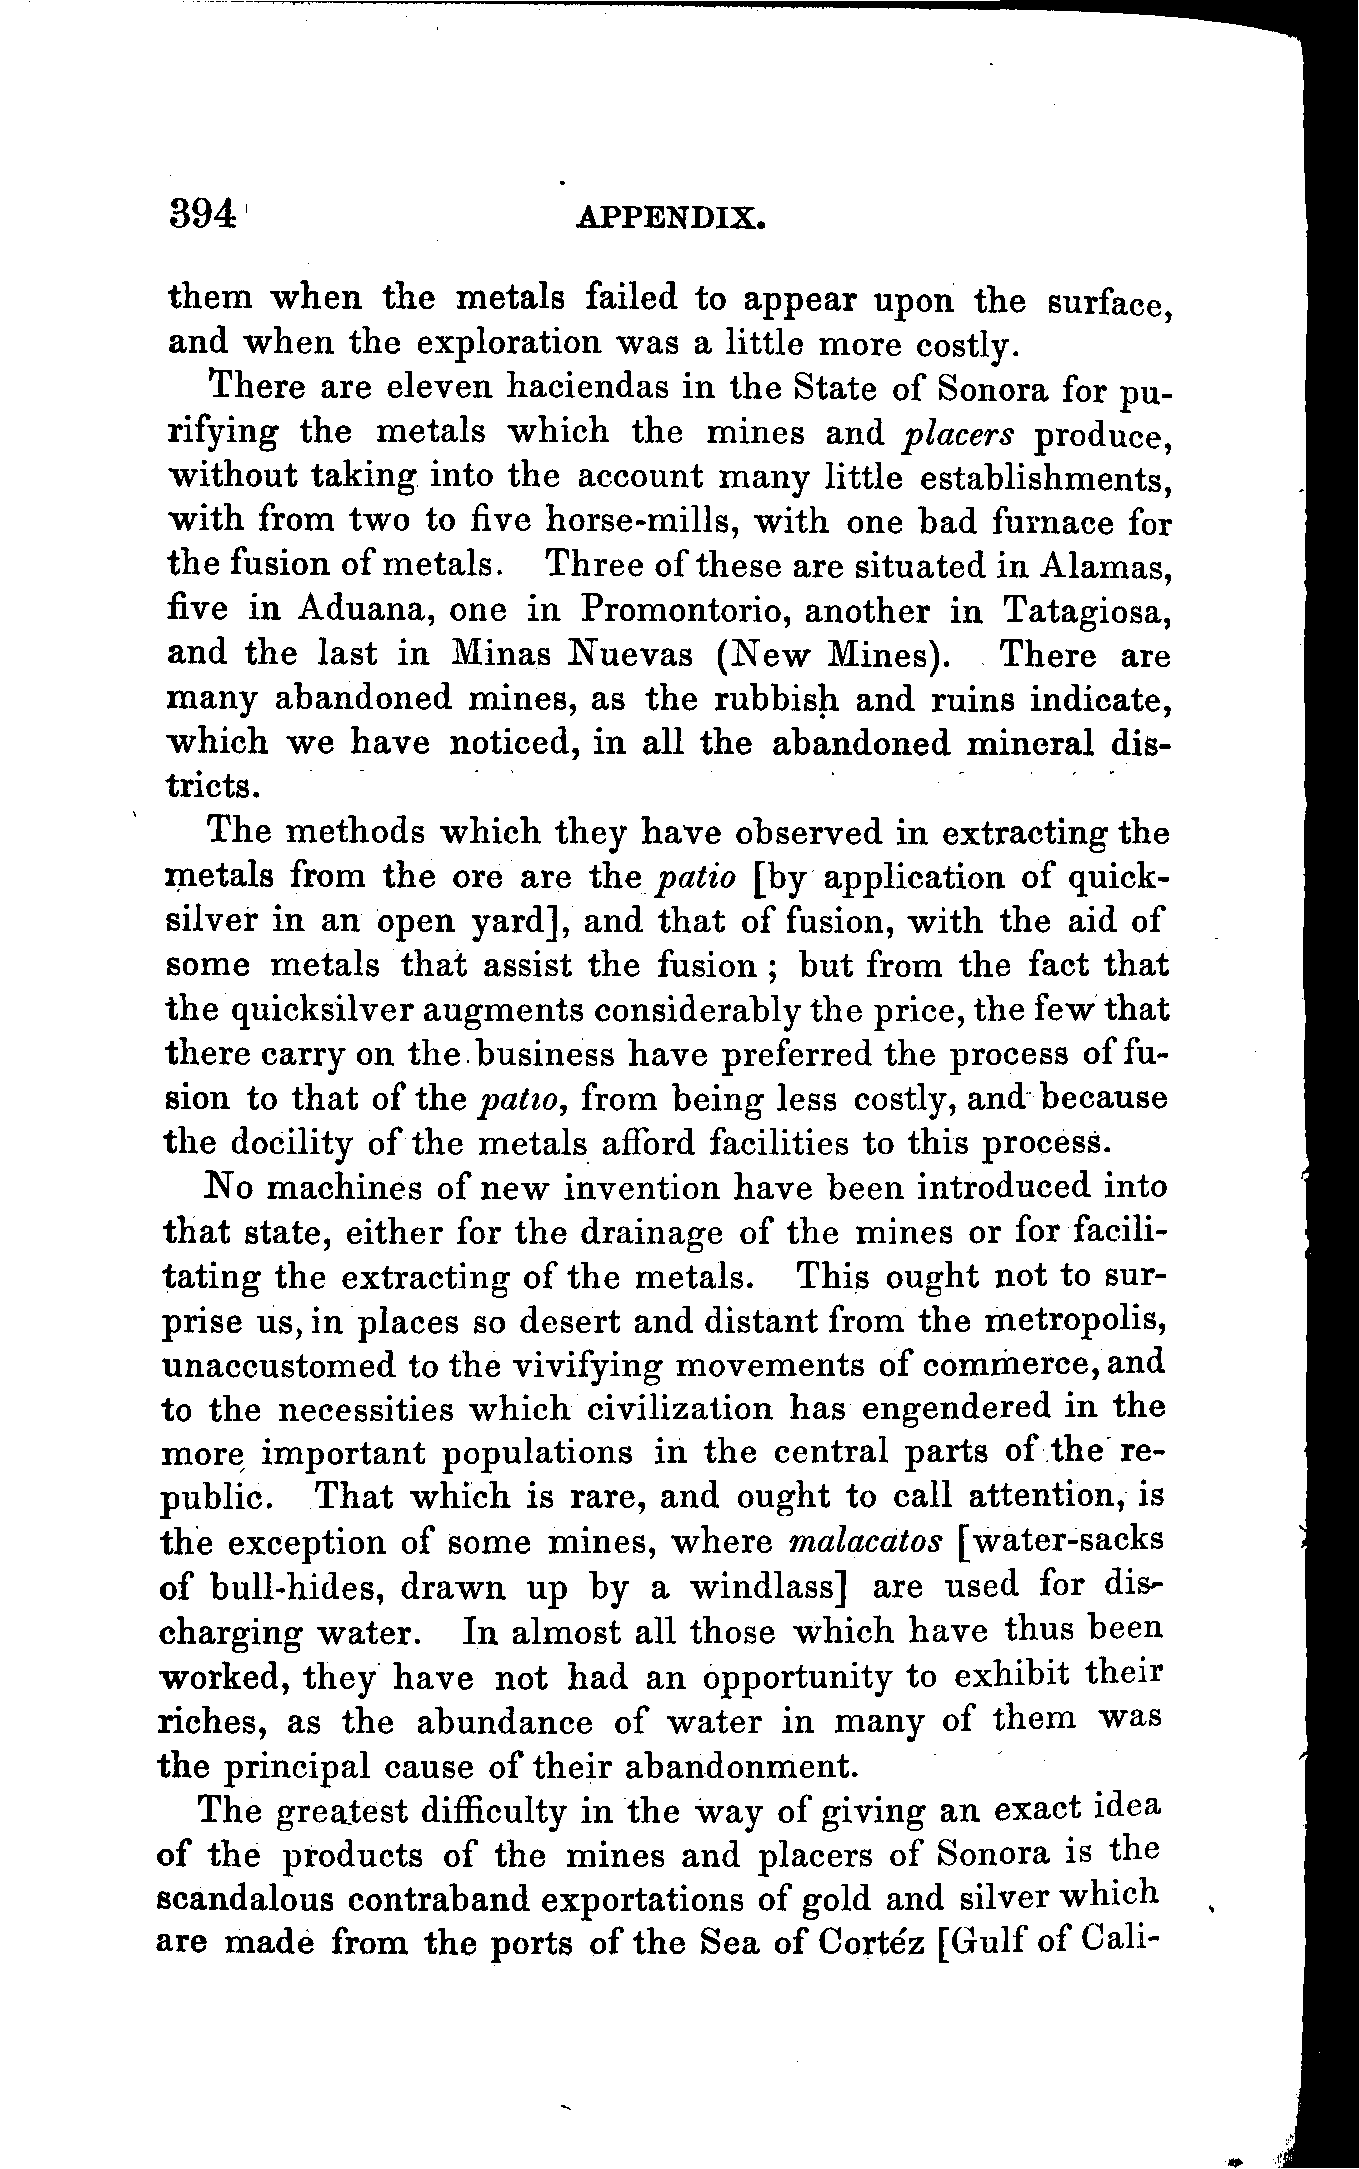 394 APPENDIX.
them when the metals failed to appear upon the surface,
and when the exploration was a little more costly.
There are eleven haciendas in the State of Sonora for pu-
rifying the metals which the mines and placers produce,
without taking into the account many little establishments,
with from two to five horse-mills, with one bad furnace for
the fusion of metals. Three of these are situated in Alamas,
five in Aduana, one in Promontorio, another in Tatagiosa,
and the last in Minas Nuevas (New Mines). There are
many abandoned mines, as the rubbish and ruins indicate,
which we have noticed, in all the abandoned mineral dis-
tricts.
The methods which they have observed in extracting the
metals from the ore are the patio [by application of quick-
silver in an open yard], and that of fusion, with the aid of
some metals that assist the fusion ; but from the fact that
the quicksilver augments considerably the price, the few that
there carry on the business have preferred the process of fu-
sion to that of the patio, from being less costly, and because
the docility of the metals afford facilities to this process.
No machines of new invention have been introduced into
that state, either for the drainage of the mines or for facili-
tating the extracting of the metals. This ought not to sur-
prise us, in places so desert and distant from the metropolis,
unaccustomed to the vivifying movements of commerce, and
to the necessities which civilization has engendered in the
more important populations in the central parts of the re-
public. That which is rare, and ought to call attention, is
the exception of some mines, where malacatos [water-sacks
of bull-hides, drawn up by a windlass] are used for dis-
charging water. In almost all those which have thus been
worked, they have not had an opportunity to exhibit their
riches, as the abundance of water in many of them was
the principal cause of their abandonment.
The greatest difficulty in the way of giving an exact idea
of the products of the mines and placers of Sonora is the
scandalous contraband exportations of gold and silver which
are made from the ports of the Sea of Cortéz [Gulf of Cali-